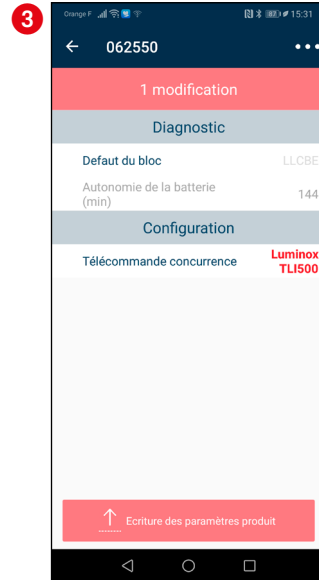 3
Orange F 87 15:31
062550
1 modification
Diagnostic
Defaut du bloc LLCBE
Autonomie de la batterie
(min) 144
Configuration
Télécommande concurrence Luminox
TLI500
Ecriture des paramètres produit